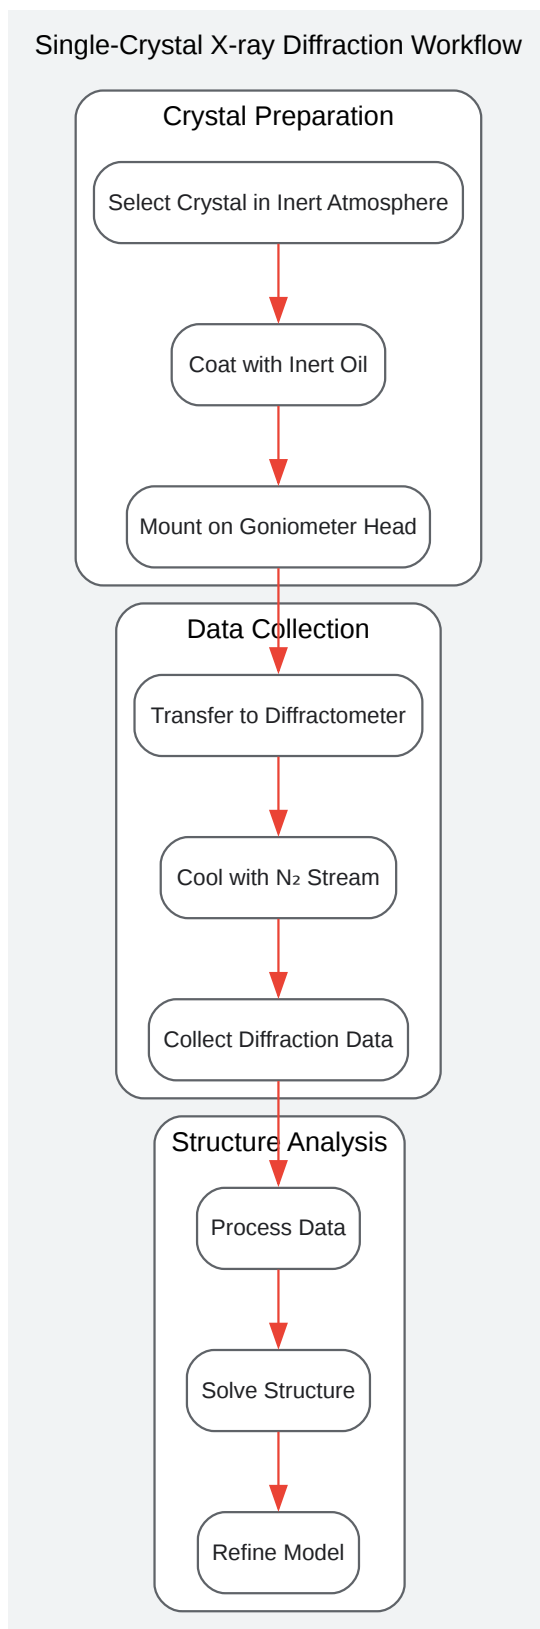 Single-Crystal X-ray Diffraction Workflow
Crystal Preparation
Select Crystal in Inert Atmosphere
Coat with Inert Oil
Mount on Goniometer Head
Data Collection
Transfer to Diffractometer
Cool with N₂ Stream
Collect Diffraction Data
Structure Analysis
Process Data
Solve Structure
Refine Model